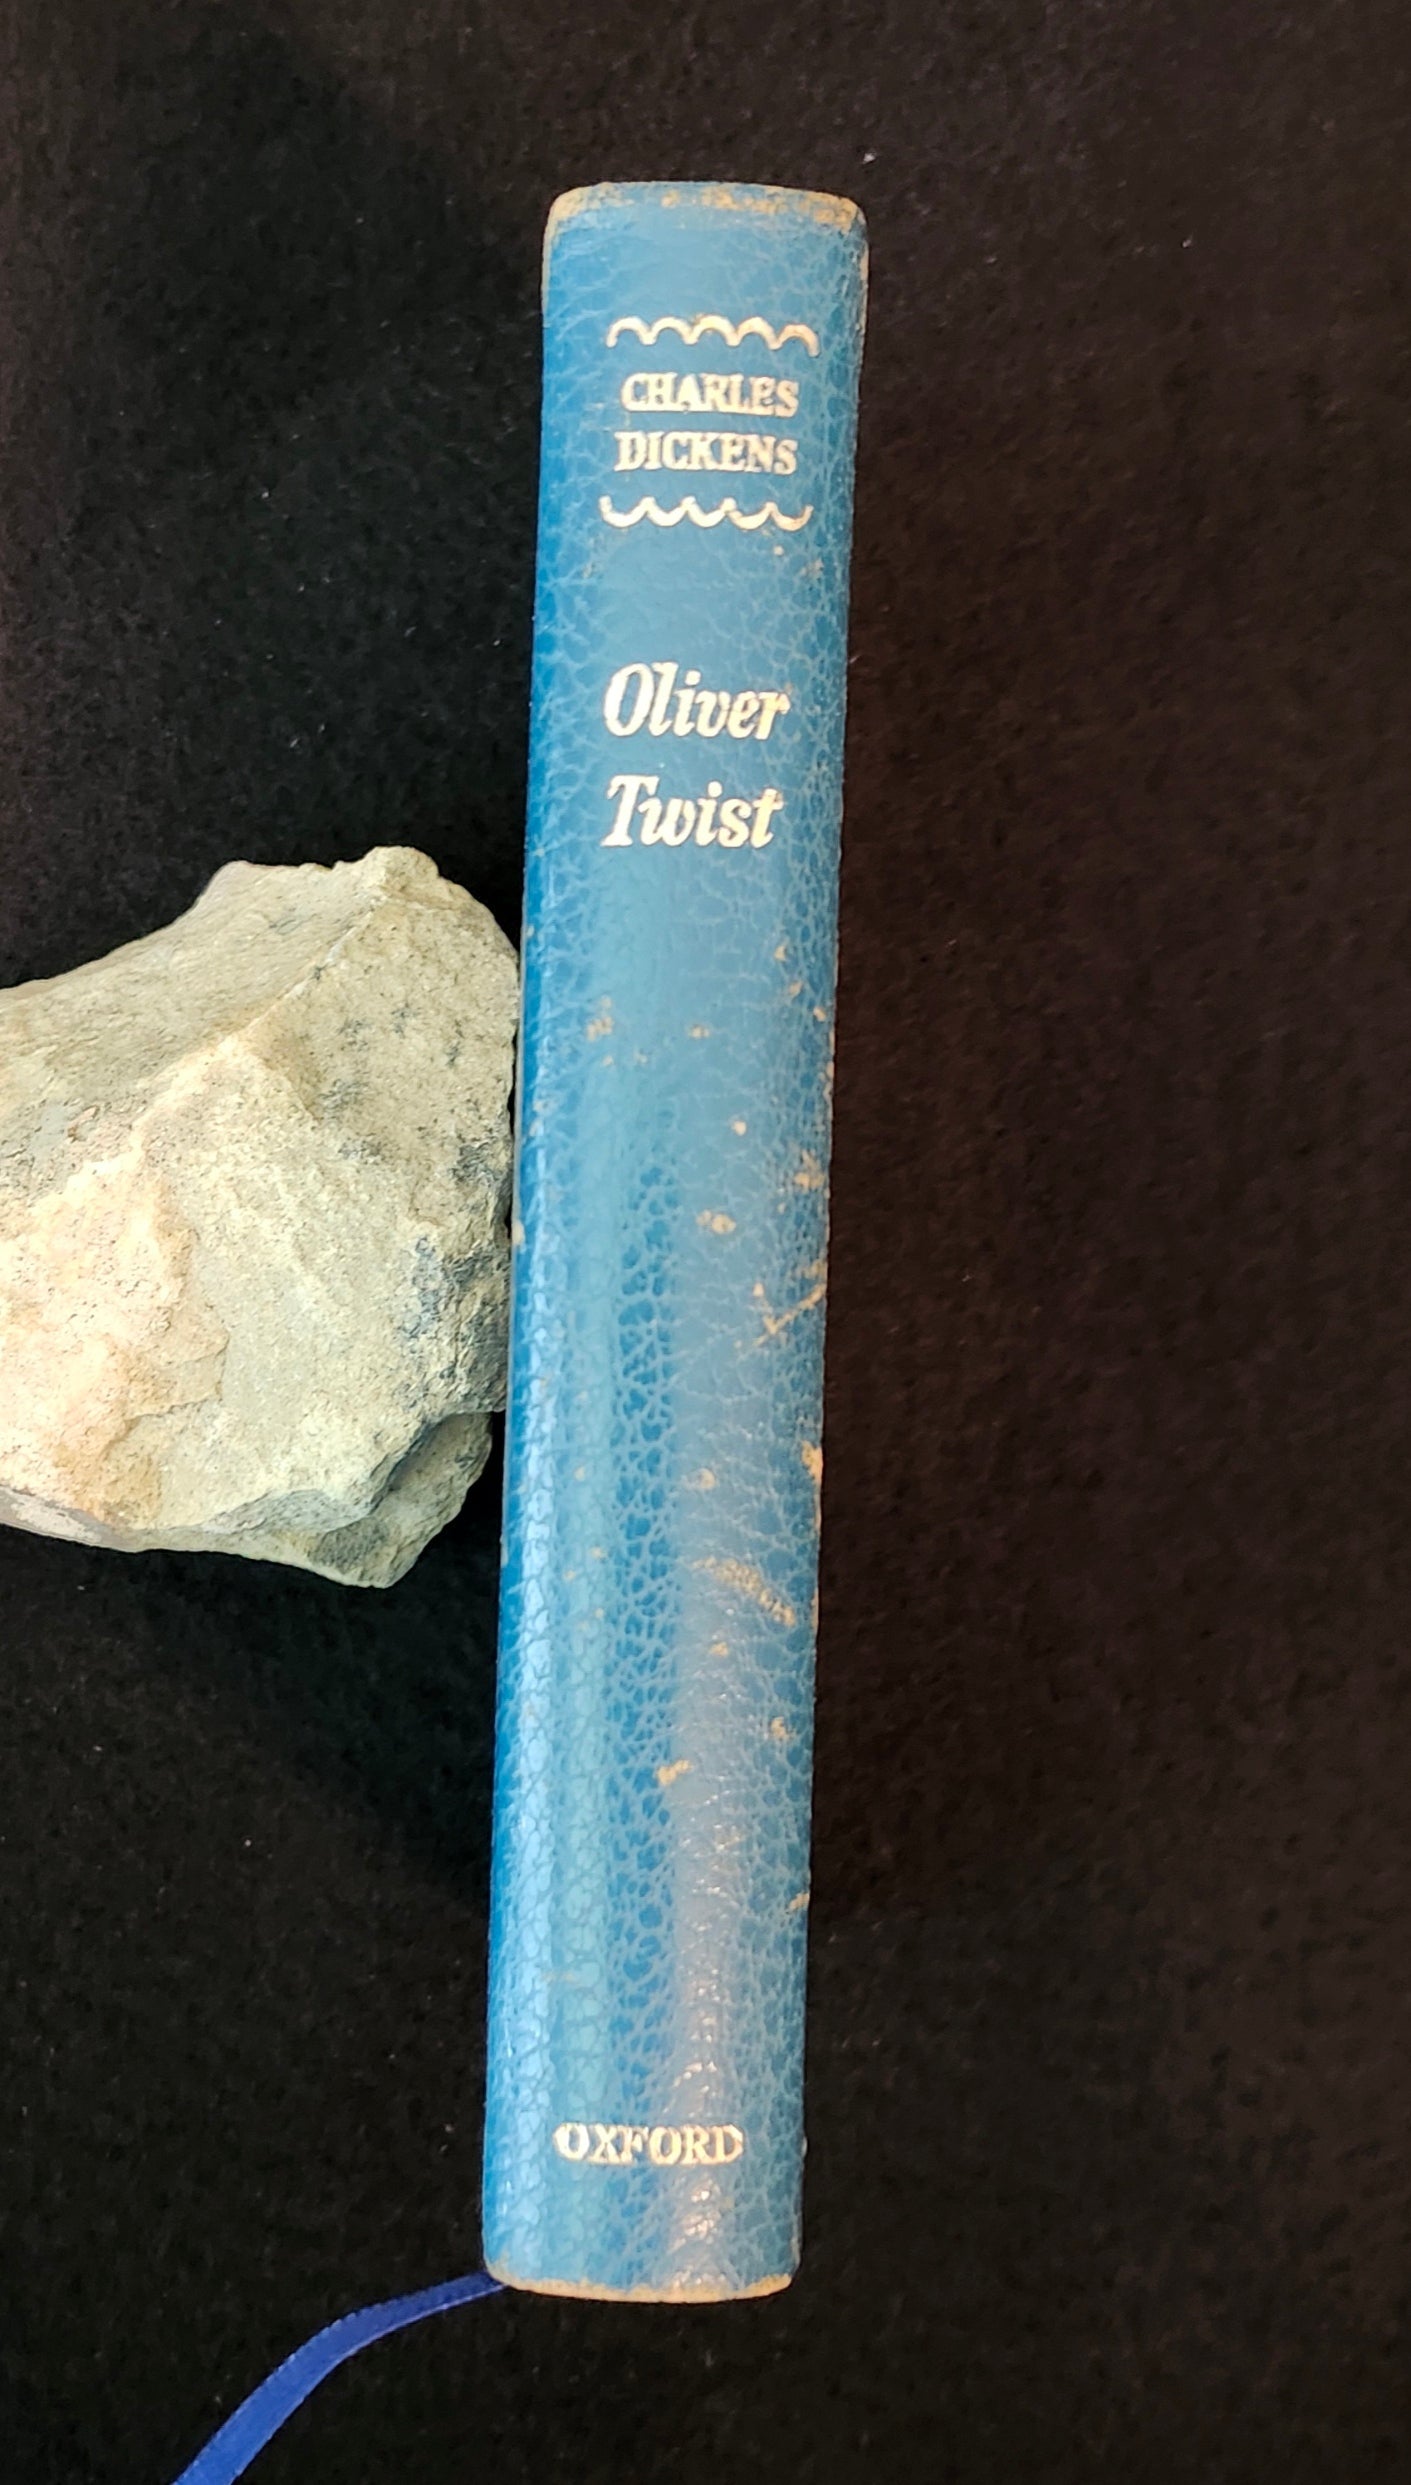 CHARLES
DICKENS
Oliver
Twist
OXFORD